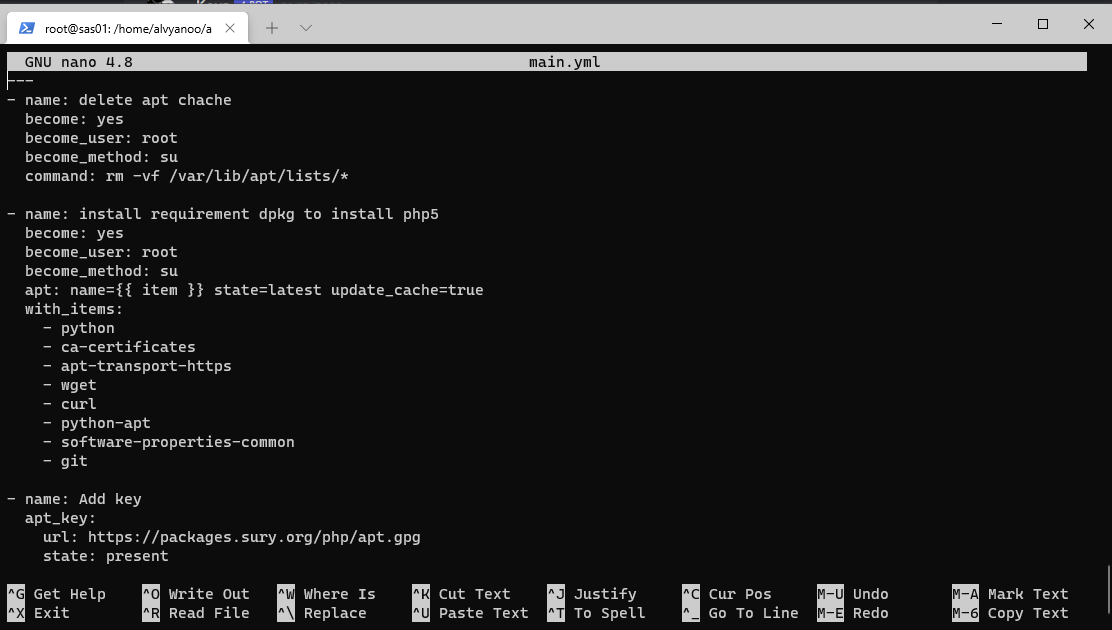 root@sas01: /home/alvyanoo/a
GNU nano 4.8 main.yml
---
- name: delete apt chache
  become: yes
  become_user: root
  become_method: su
  command: rm -vf /var/lib/apt/lists/*

- name: install requirement dpkg to install php5
  become: yes
  become_user: root
  become_method: su
  apt: name={{ item }} state=latest update_cache=true
  with_items:
    - python
    - ca-certificates
    - apt-transport-https
    - wget
    - curl
    - python-apt
    - software-properties-common
    - git

- name: Add key
  apt_key:
    url: https://packages.sury.org/php/apt.gpg
    state: present

^G Get Help ^O Write Out ^W Where Is ^K Cut Text ^J Justify ^C Cur Pos M-U Undo M-A Mark Text
^X Exit ^R Read File ^\ Replace ^U Paste Text ^T To Spell ^_ Go To Line M-E Redo M-6 Copy Text